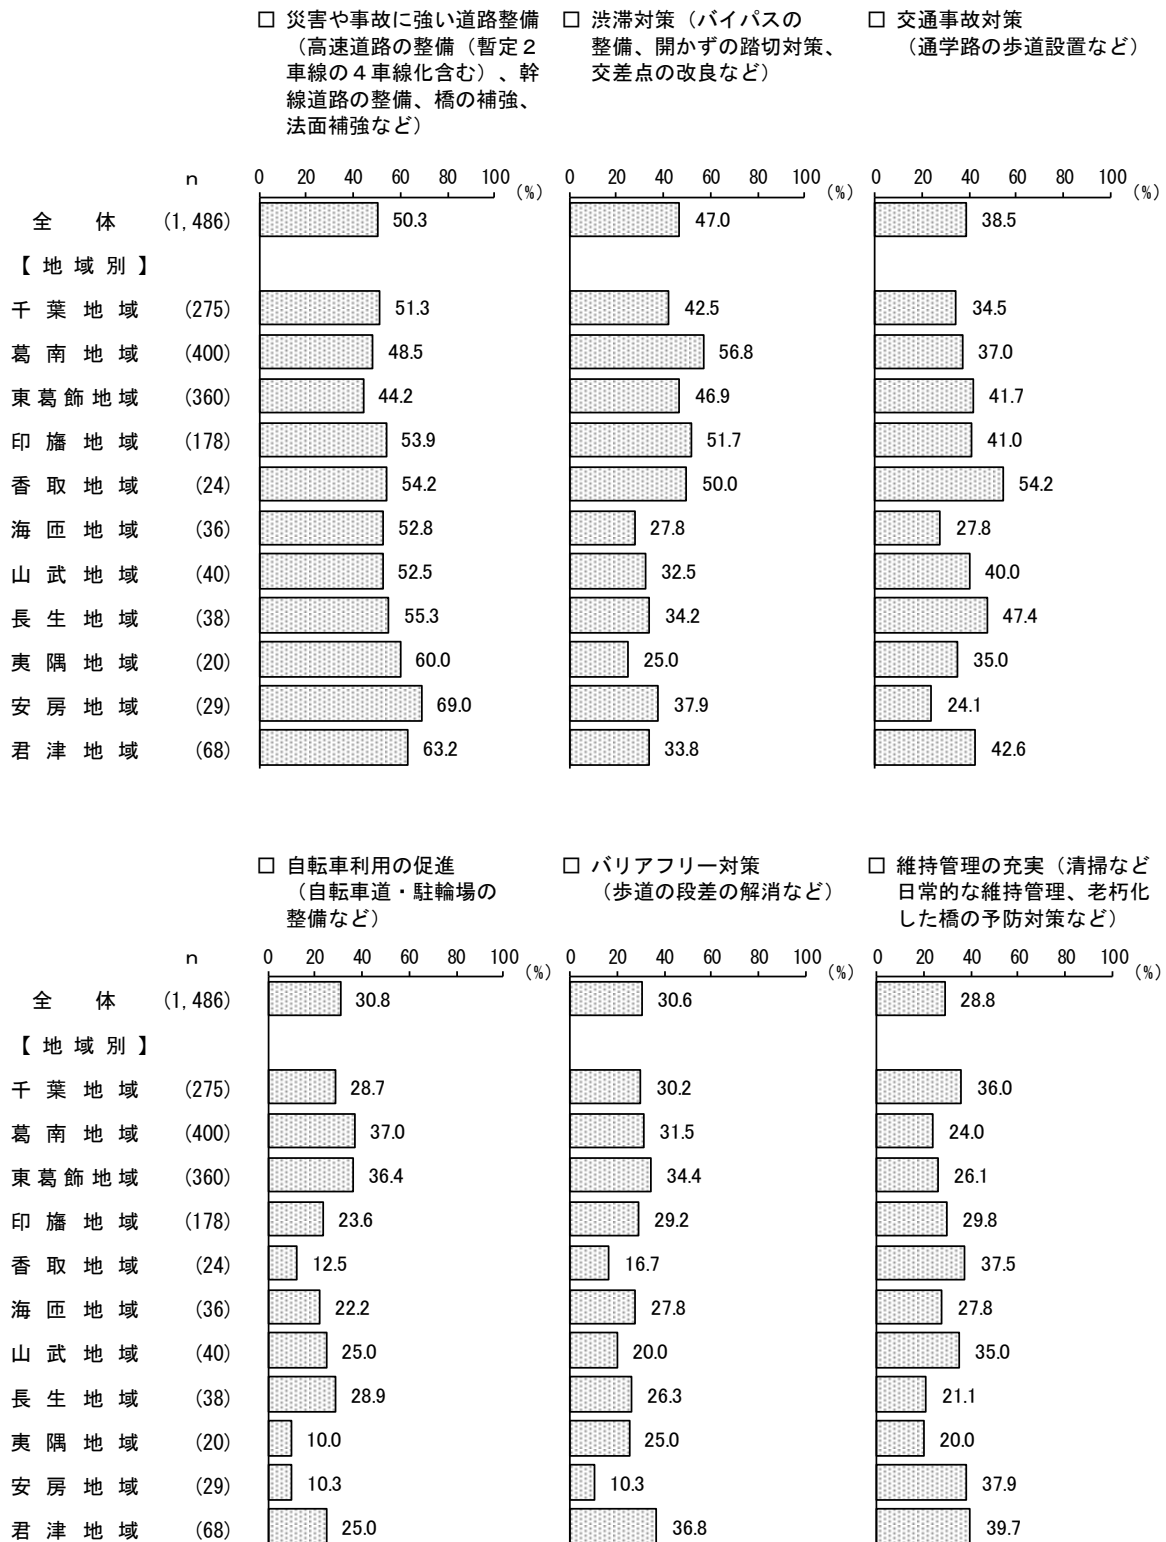 □ 災害や事故に強い道路整備
（高速道路の整備（暫定２
車線の４車線化含む）、幹
線道路の整備、橋の補強、
法面補強など）
□ 渋滞対策（バイパスの
整備、開かずの踏切対策、
交差点の改良など）
□ 交通事故対策
（通学路の歩道設置など）
ｎ 0 20 40 60 80 100 (%) 0 20 40 60 80 100 (%) 0 20 40 60 80 100 (%)
全体 (1,486) 50.3 47.0 38.5
【地域別】
千葉地域 (275) 51.3 42.5 34.5
葛南地域 (400) 48.5 56.8 37.0
東葛飾地域 (360) 44.2 46.9 41.7
印旛地域 (178) 53.9 51.7 41.0
香取地域 (24) 54.2 50.0 54.2
海匝地域 (36) 52.8 27.8 27.8
山武地域 (40) 52.5 32.5 40.0
長生地域 (38) 55.3 34.2 47.4
夷隅地域 (20) 60.0 25.0 35.0
安房地域 (29) 69.0 37.9 24.1
君津地域 (68) 63.2 33.8 42.6
□ 自転車利用の促進
（自転車道・駐輪場の
整備など）
□ バリアフリー対策
（歩道の段差の解消など）
□ 維持管理の充実（清掃など
日常的な維持管理、老朽化
した橋の予防対策など）
ｎ 0 20 40 60 80 100 (%) 0 20 40 60 80 100 (%) 0 20 40 60 80 100 (%)
全体 (1,486) 30.8 30.6 28.8
【地域別】
千葉地域 (275) 28.7 30.2 36.0
葛南地域 (400) 37.0 31.5 24.0
東葛飾地域 (360) 36.4 34.4 26.1
印旛地域 (178) 23.6 29.2 29.8
香取地域 (24) 12.5 16.7 37.5
海匝地域 (36) 22.2 27.8 27.8
山武地域 (40) 25.0 20.0 35.0
長生地域 (38) 28.9 26.3 21.1
夷隅地域 (20) 10.0 25.0 20.0
安房地域 (29) 10.3 10.3 37.9
君津地域 (68) 25.0 36.8 39.7